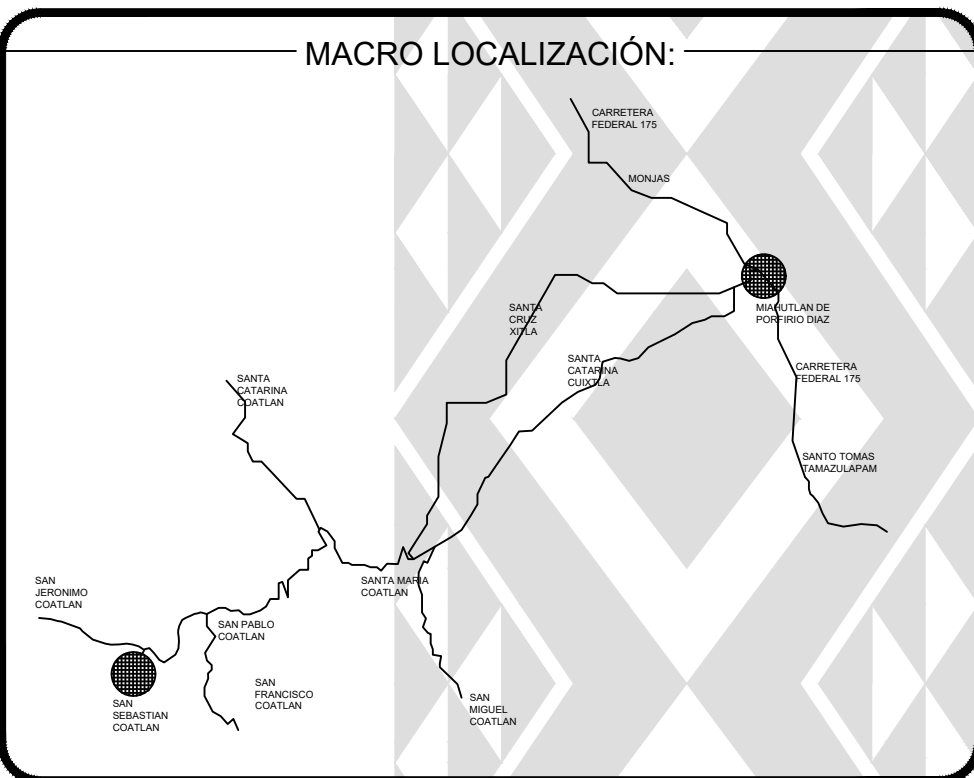 MACRO LOCALIZACIÓN:
CARRETERA
FEDERAL 175
MONJAS
MIAHUTLAN DE
PORFIRIO DIAZ
SANTA
CRUZ
XITLA
SANTA
CATARINA
CUIXTLA
CARRETERA
FEDERAL 175
SANTA
CATARINA
COATLAN
SANTO TOMAS
TAMAZULAPAM
SAN
JERONIMO
COATLAN
SANTA MARIA
COATLAN
SAN PABLO
COATLAN
SAN
FRANCISCO
COATLAN
SAN
SEBASTIAN
COATLAN
SAN
MIGUEL
COATLAN